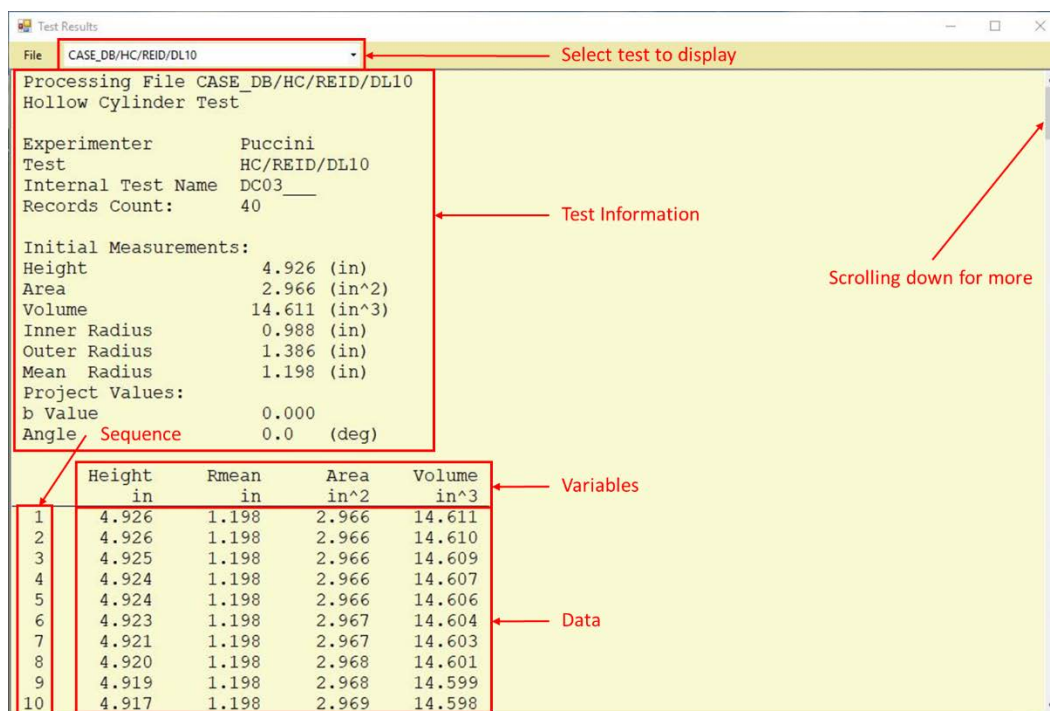 Test Results
File CASE_DB/HC/REID/DL10 Select test to display
Processing File CASE_DB/HC/REID/DL10
Hollow Cylinder Test
Experimenter Puccini
Test HC/REID/DL10
Internal Test Name DC03___
Records Count: 40
Test Information
Initial Measurements:
Height 4.926 (in)
Area 2.966 (in^2)
Scrolling down for more
Volume 14.611 (in^3)
Inner Radius 0.988 (in)
Outer Radius 1.386 (in)
Mean Radius 1.198 (in)
Project Values:
b Value 0.000
Angle 0.0 (deg)
Sequence
Height Rmean Area Volume
in in in^2 in^3
Variables
1 4.926 1.198 2.966 14.611
2 4.926 1.198 2.966 14.610
3 4.925 1.198 2.966 14.609
4 4.924 1.198 2.966 14.607
5 4.924 1.198 2.966 14.606
6 4.923 1.198 2.967 14.604
Data
7 4.921 1.198 2.967 14.603
8 4.920 1.198 2.968 14.601
9 4.919 1.198 2.968 14.599
10 4.917 1.198 2.969 14.598